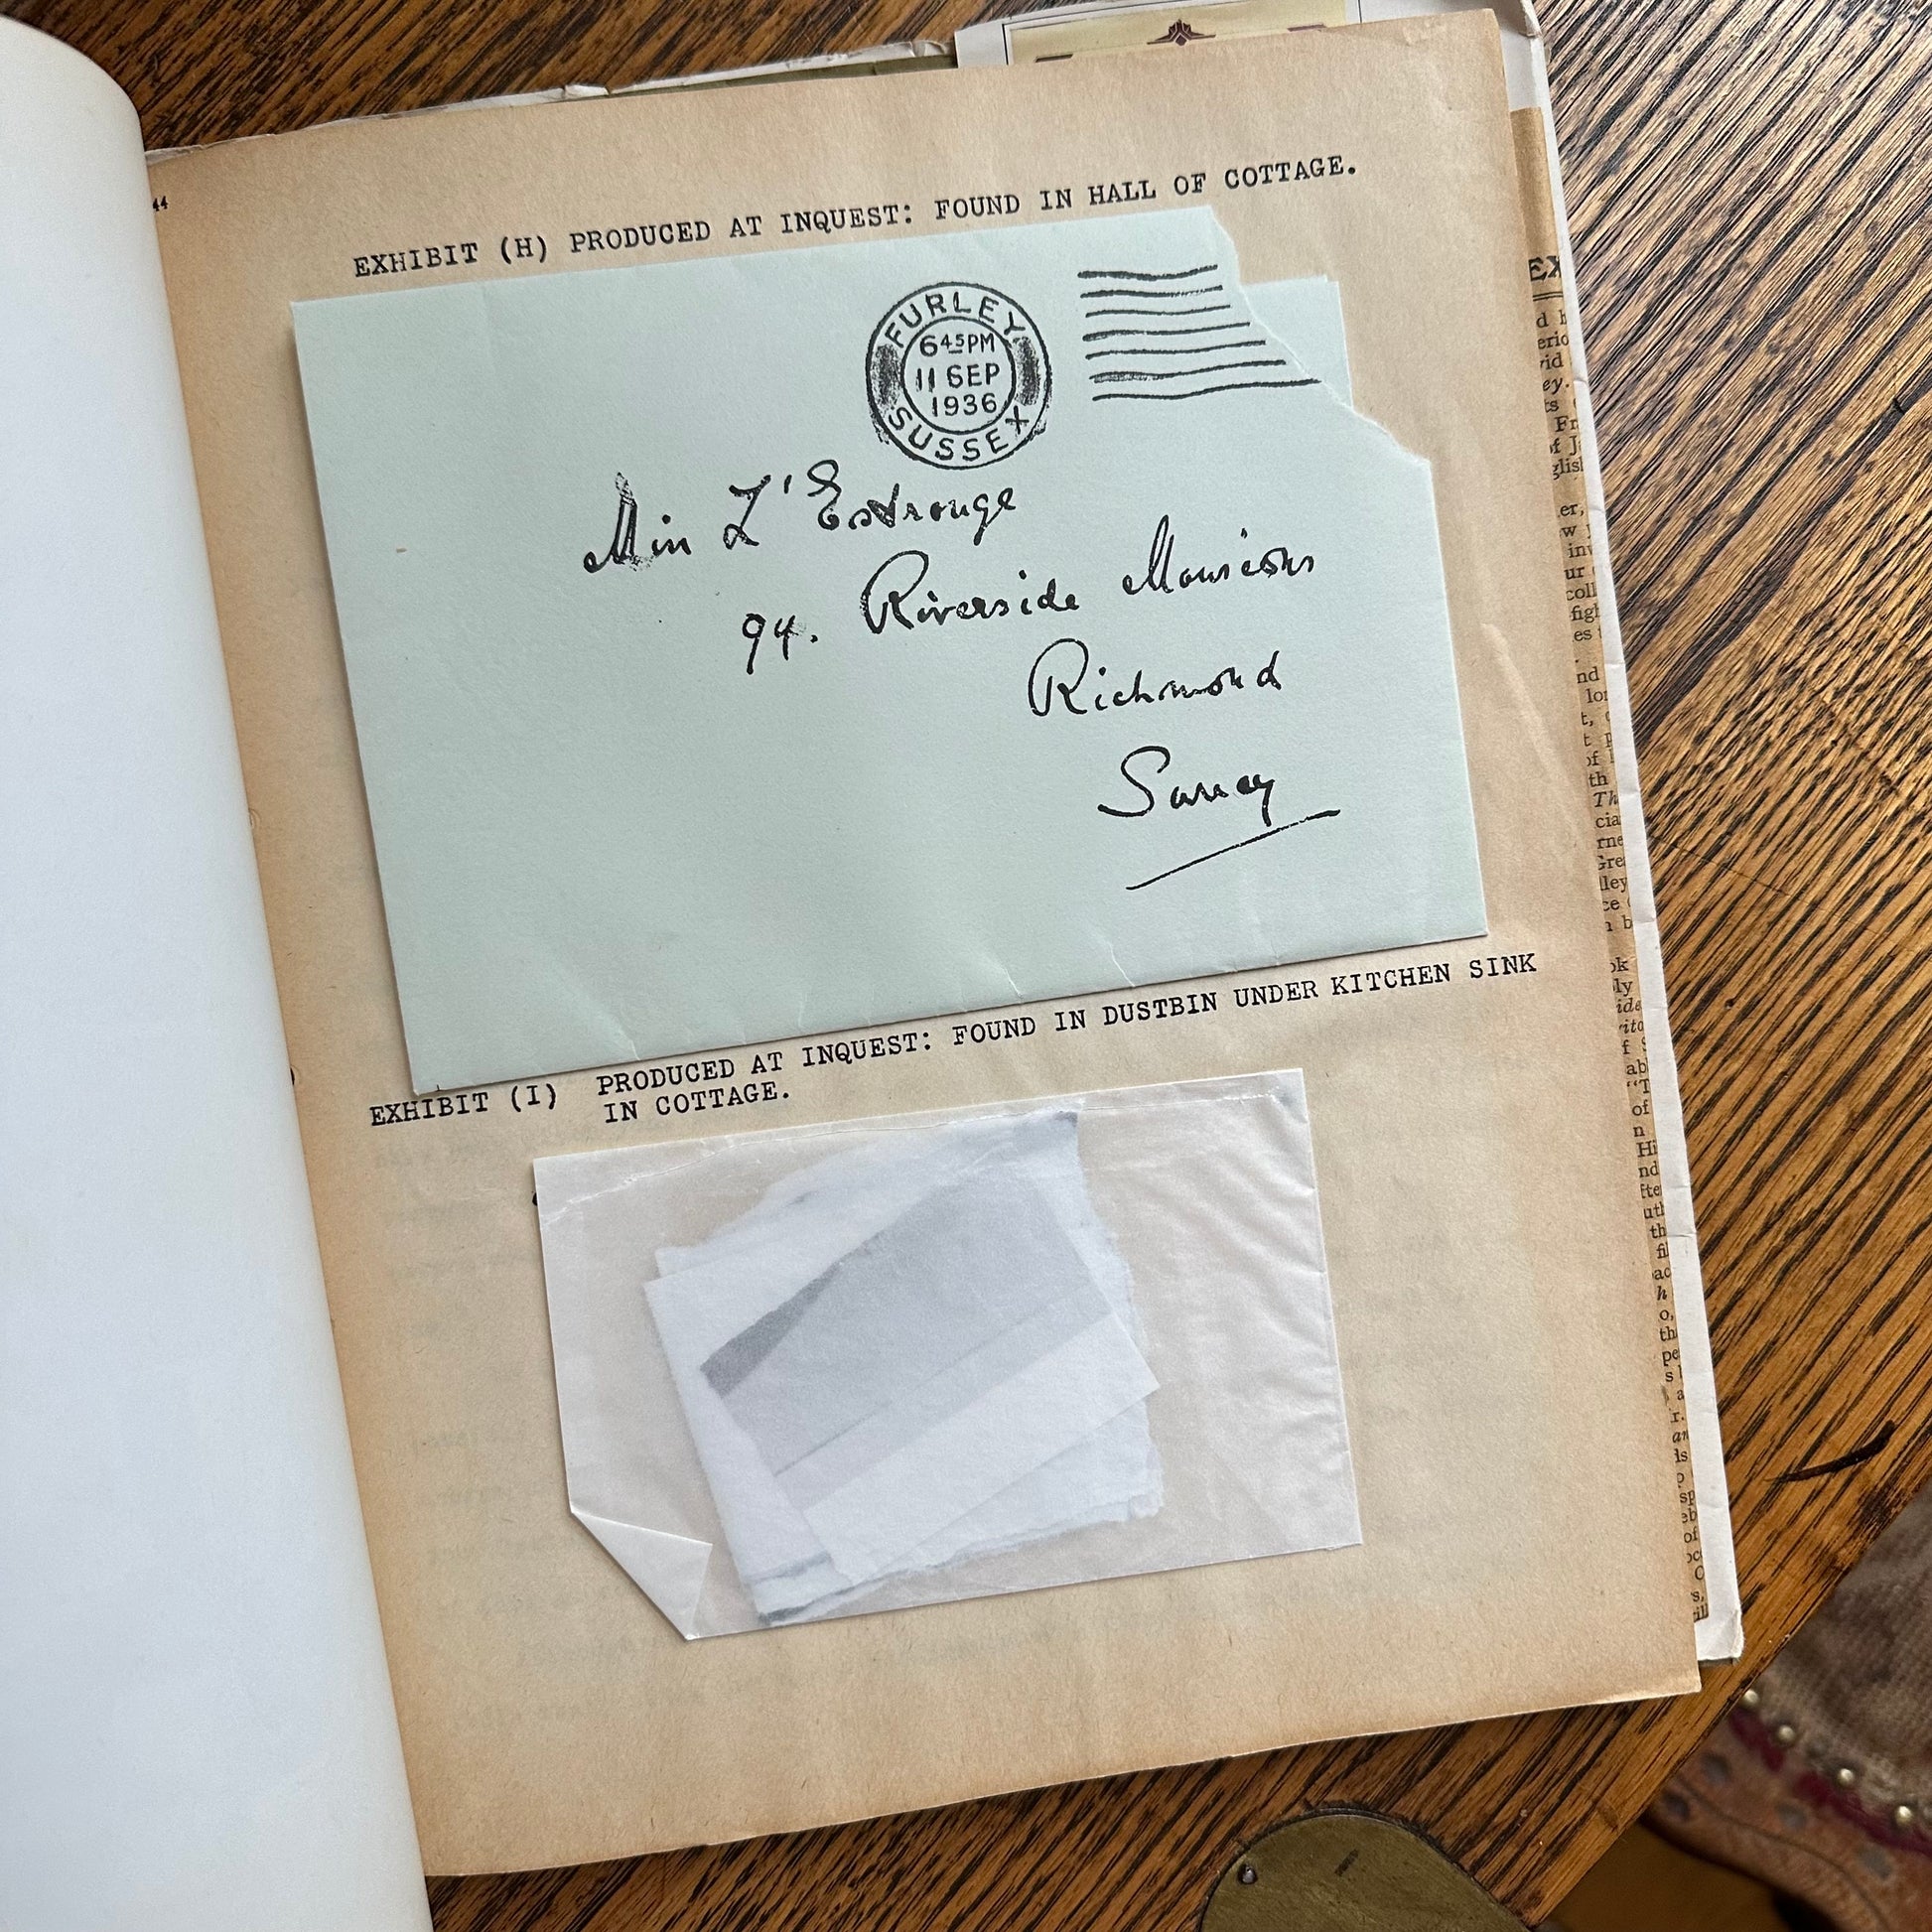 44
EXHIBIT (H) PRODUCED AT INQUEST: FOUND IN HALL OF COTTAGE.
FURLEY
6 45 PM
11 SEP
1936
SUSSEX
Miss L'Estrange
94. Riverside Mansions
Richmond
Surrey
EXHIBIT (I) PRODUCED AT INQUEST: FOUND IN DUSTBIN UNDER KITCHEN SINK
IN COTTAGE.